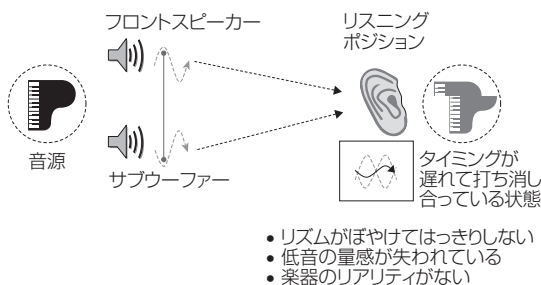 フロントスピーカー
リスニング
ポジション
音源
サブウーファー
タイミングが
遅れて打ち消し
合っている状態
• リズムがぼやけてはっきりしない
• 低音の量感が失われている
• 楽器のリアリティがない